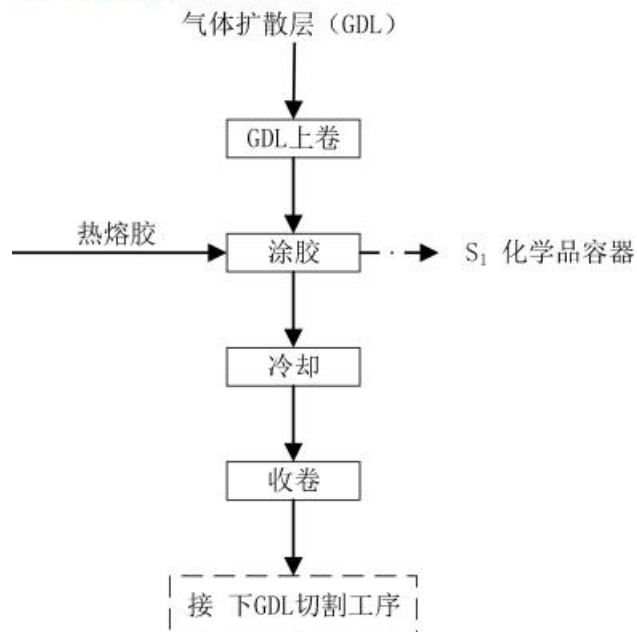 气体扩散层（GDL）
GDL上卷
热熔胶
涂胶
S₁ 化学品容器
冷却
收卷
接 下GDL切割工序